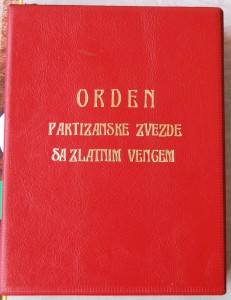 ORDEN
PARTIZANSKE ZVEZDE
SA ZLATNIM VENCEM